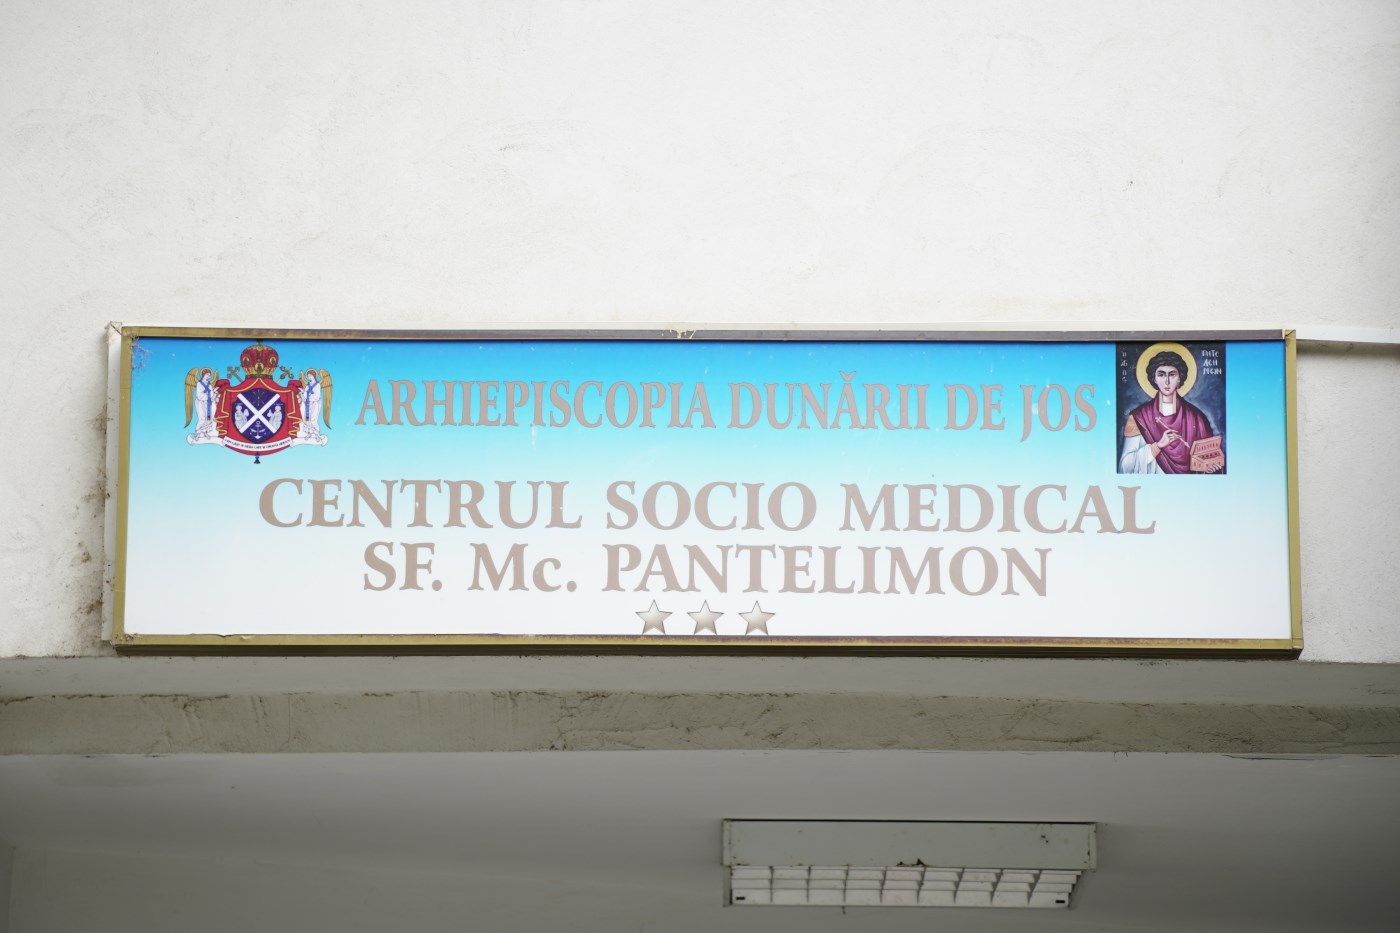 ARHIEPISCOPIA DUNĂRII DE JOS
CENTRUL SOCIO MEDICAL
SF. Mc. PANTELIMON